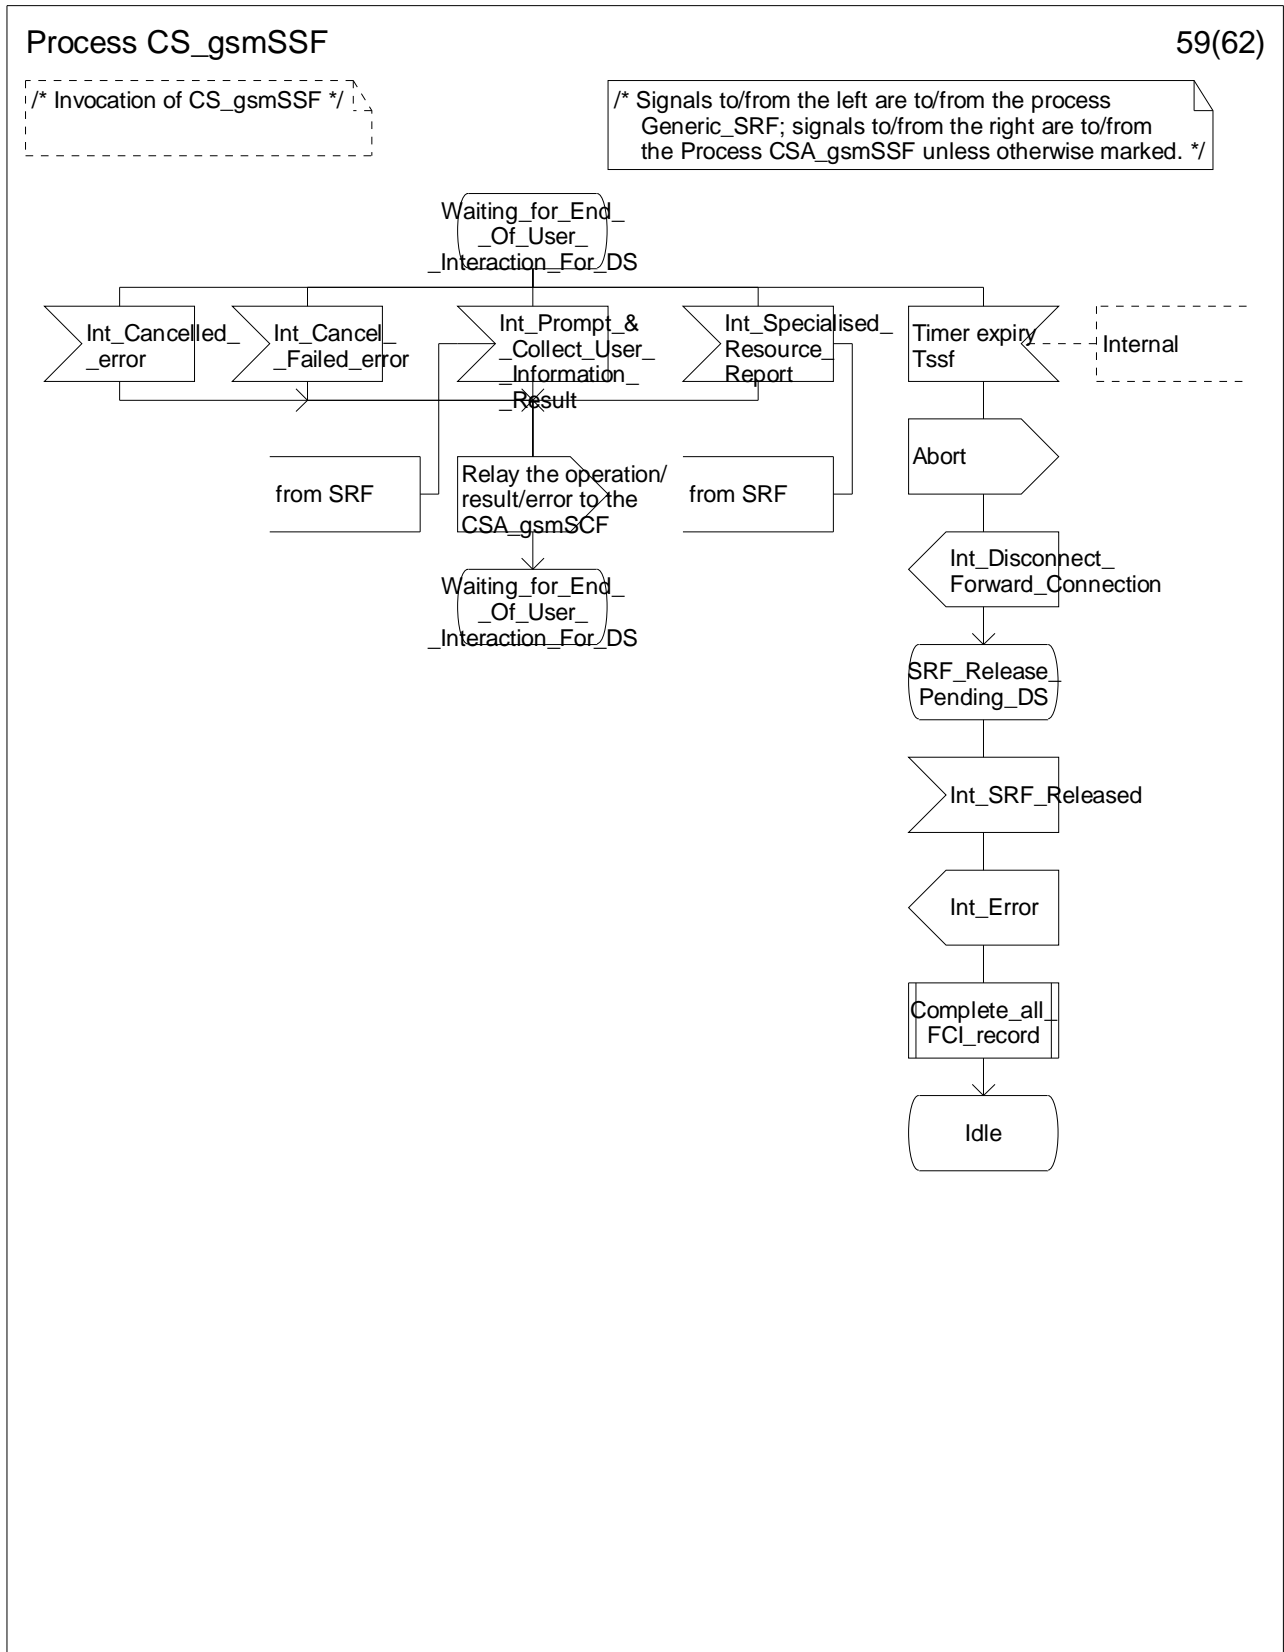 Process CS_gsmSSF
59(62)
/* Invocation of CS_gsmSSF */
/* Signals to/from the left are to/from the process
Generic_SRF; signals to/from the right are to/from
the Process CSA_gsmSSF unless otherwise marked. */
Waiting_for_End_
_Of_User_
_Interaction_For_DS
Int_Cancelled_
_error
Int_Cancel_
_Failed_error
Int_Prompt_&
_Collect_User_
_Information_
_Result
Int_Specialised_
Resource_
Report
Timer expiry
Tssf
Internal
from SRF
Relay the operation/
result/error to the
CSA_gsmSCF
from SRF
Abort
Waiting_for_End_
_Of_User_
_Interaction_For_DS
Int_Disconnect_
Forward_Connection
SRF_Release_
Pending_DS
Int_SRF_Released
Int_Error
Complete_all_
FCI_record
Idle